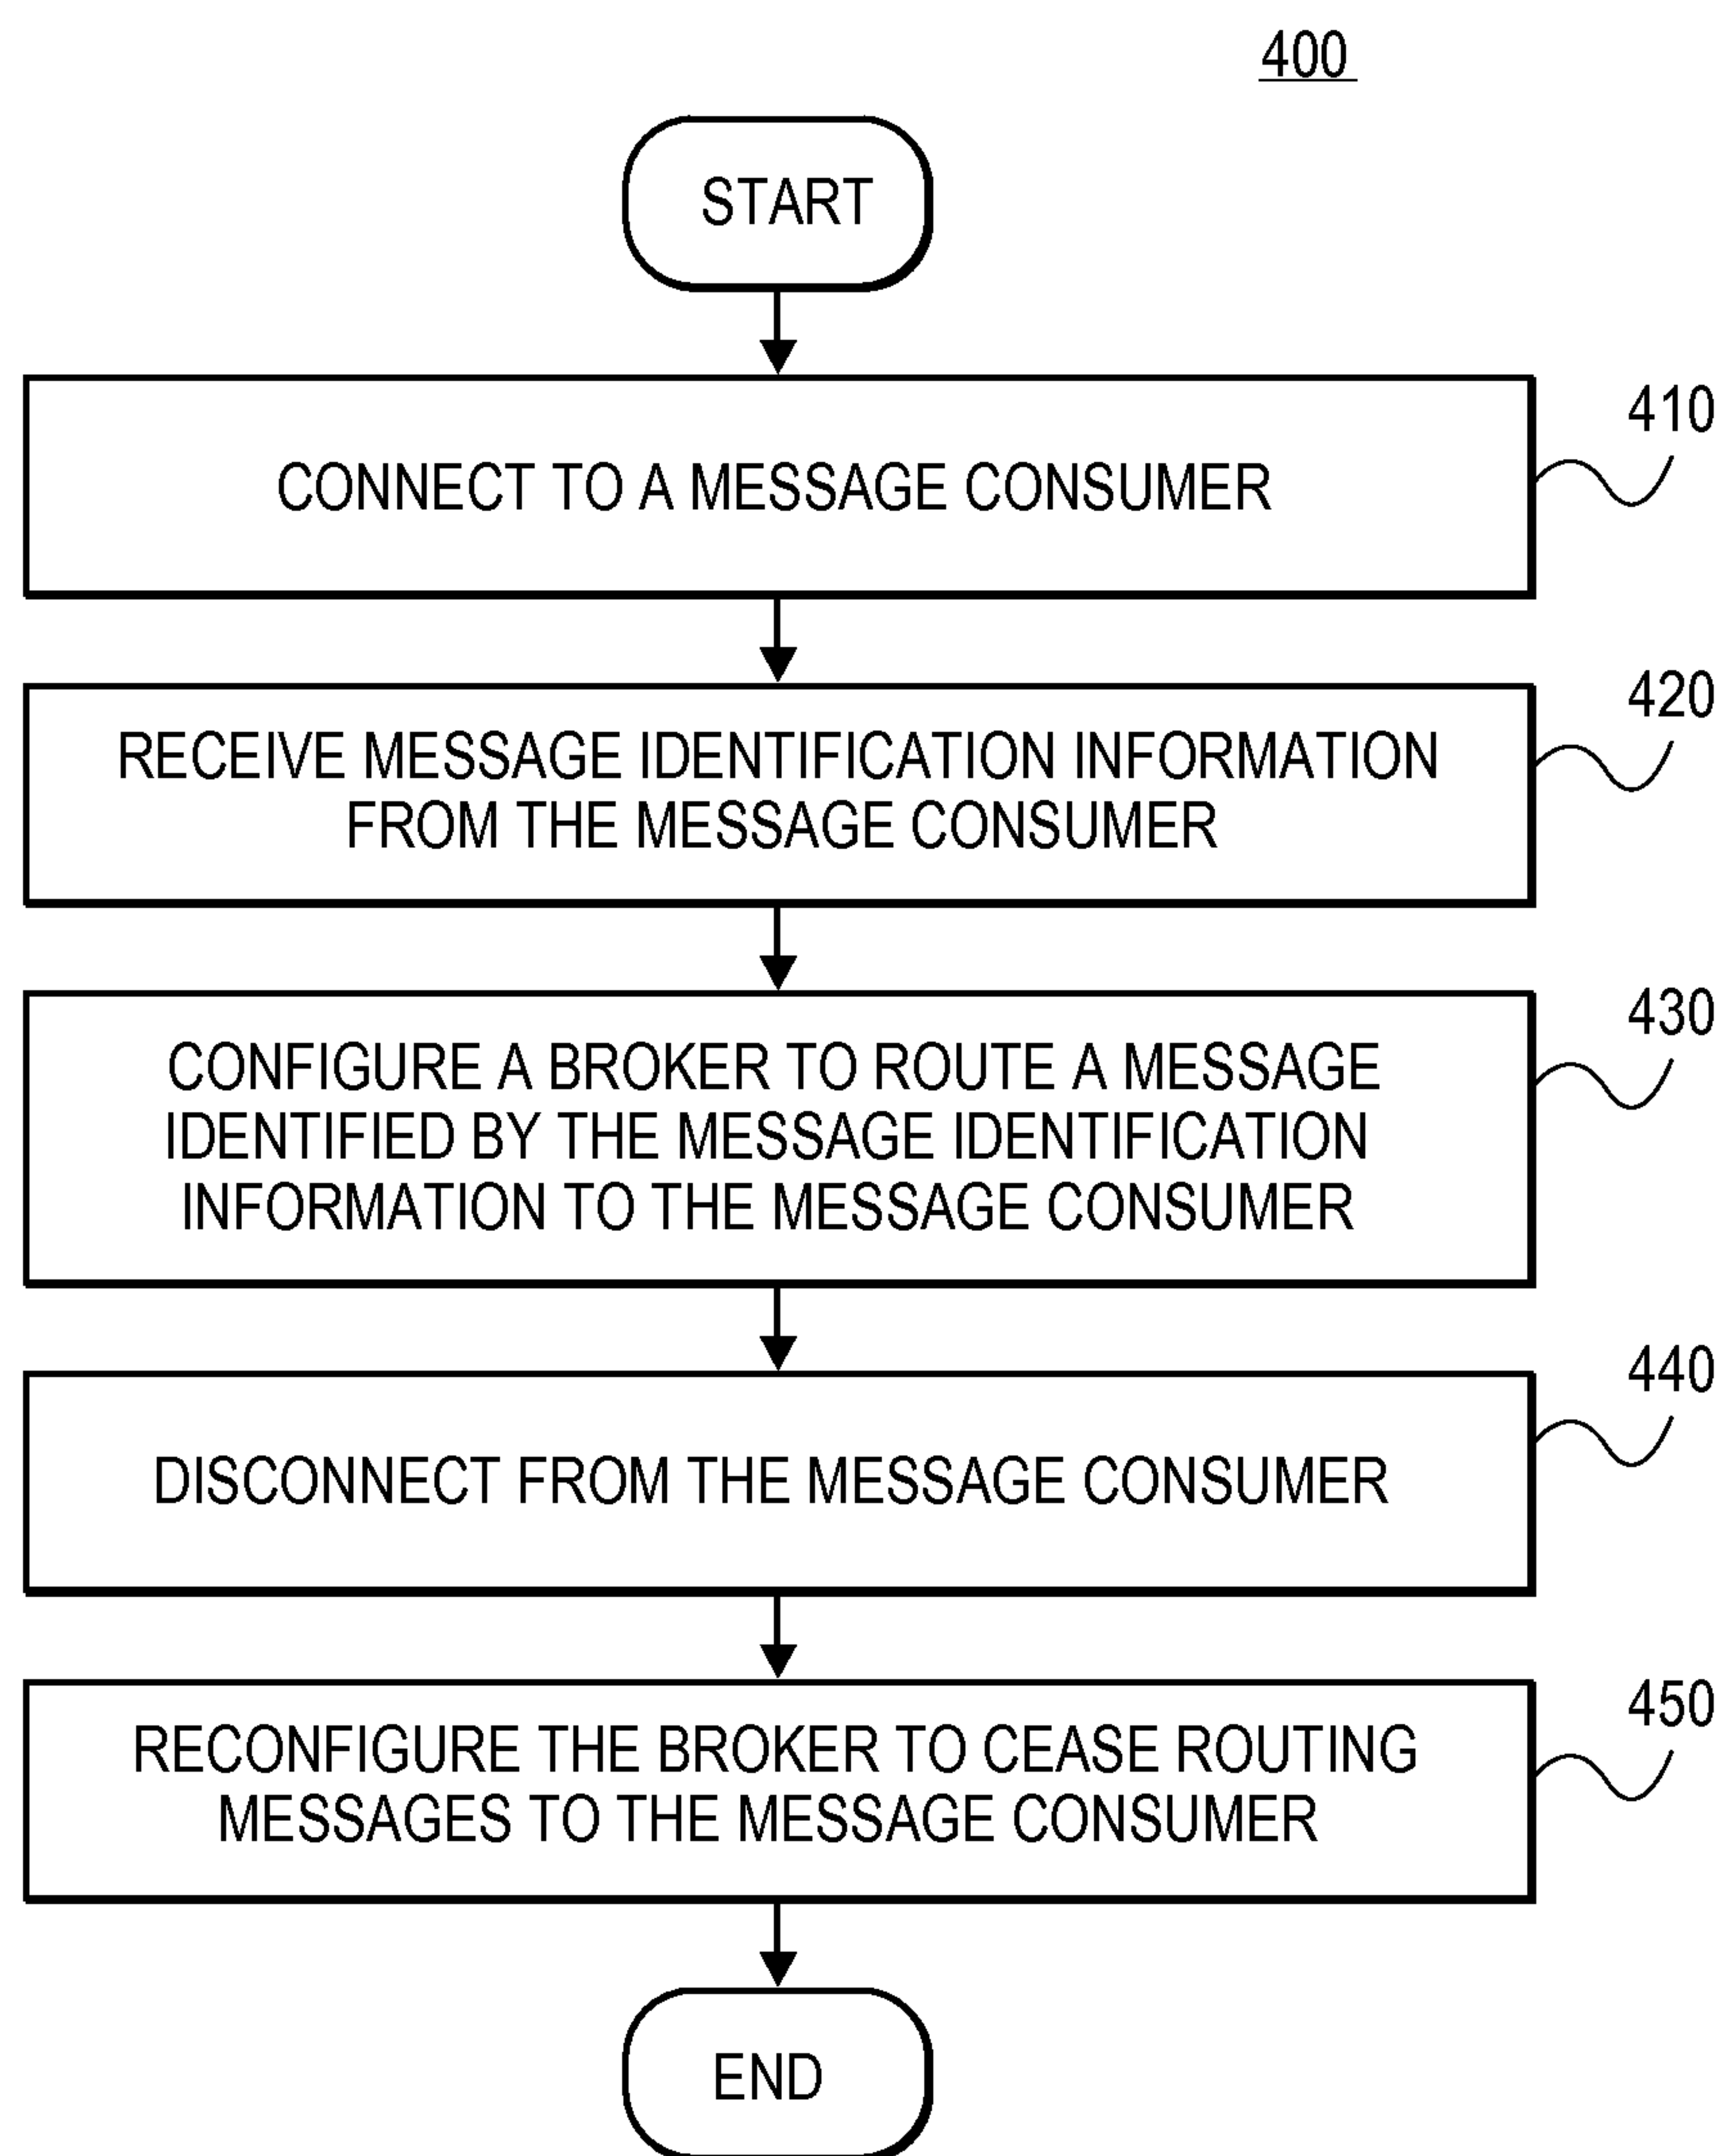 400
START
410
CONNECT TO A MESSAGE CONSUMER
420
RECEIVE MESSAGE IDENTIFICATION INFORMATION
FROM THE MESSAGE CONSUMER
430
CONFIGURE A BROKER TO ROUTE A MESSAGE
IDENTIFIED BY THE MESSAGE IDENTIFICATION
INFORMATION TO THE MESSAGE CONSUMER
440
DISCONNECT FROM THE MESSAGE CONSUMER
450
RECONFIGURE THE BROKER TO CEASE ROUTING
MESSAGES TO THE MESSAGE CONSUMER
END